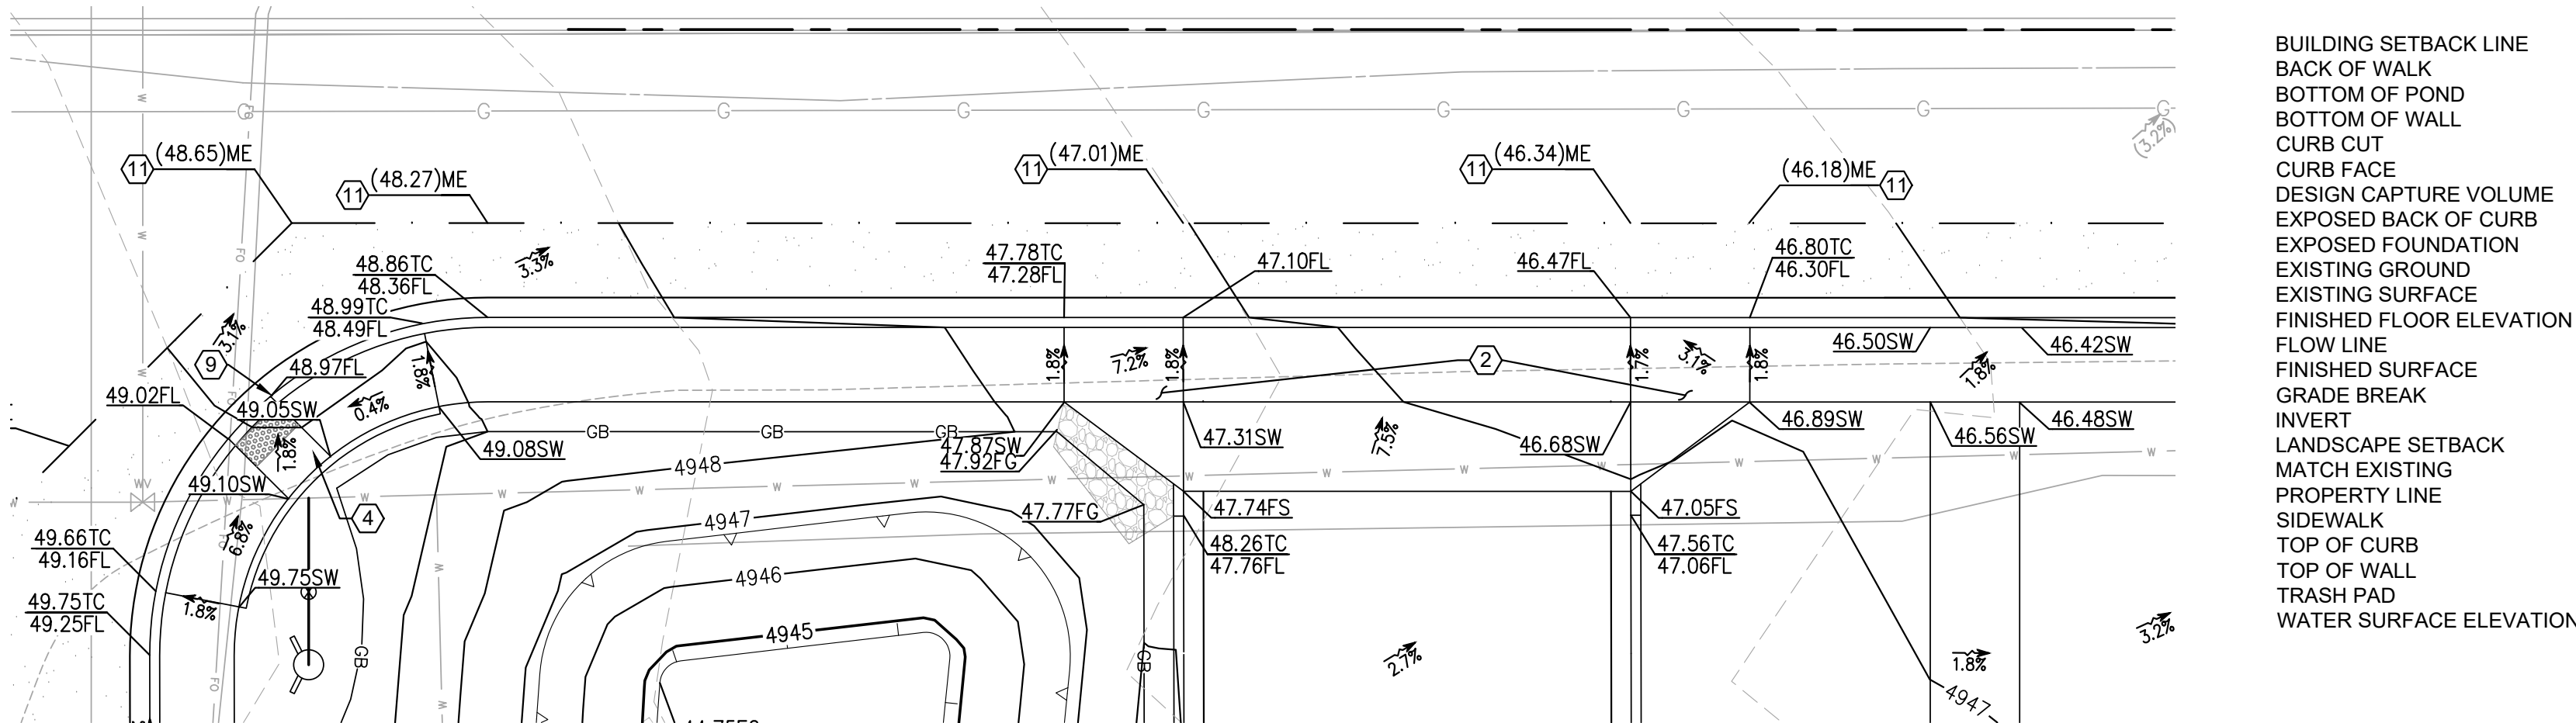 G G G G G G G G G
W
FB
(3.2%)
11 (48.65)ME
11 (48.27)ME
11 (47.01)ME
11 (46.34)ME
(46.18)ME 11
W
FO
3.3%
48.86TC
48.36FL
47.78TC
47.28FL
47.10FL
46.47FL
46.80TC
46.30FL
48.99TC
48.49FL
3.1%
9
48.97FL
1.8%
1.8%
7.2%
1.8%
2
1.7%
3.1%
1.8%
46.50SW
1.8%
46.42SW
W
49.02FL
FO
49.05SW
0.4%
1.8%
GB GB GB
49.08SW
47.87SW
47.92FG
47.31SW
7.5%
46.68SW
46.89SW
46.56SW
46.48SW
4948
49.10SW
WV
W W W W W W W W W W W W W W W
4
4947
47.77FG
47.74FS
47.05FS
49.66TC
49.16FL
6.8%
FO
48.26TC
47.76FL
47.56TC
47.06FL
49.75SW
4946
W
49.75TC
49.25FL
1.8%
4945
GB
GB
2.7%
1.8%
3.2%
FO
W
4947
BUILDING SETBACK LINE
BACK OF WALK
BOTTOM OF POND
BOTTOM OF WALL
CURB CUT
CURB FACE
DESIGN CAPTURE VOLUME
EXPOSED BACK OF CURB
EXPOSED FOUNDATION
EXISTING GROUND
EXISTING SURFACE
FINISHED FLOOR ELEVATION
FLOW LINE
FINISHED SURFACE
GRADE BREAK
INVERT
LANDSCAPE SETBACK
MATCH EXISTING
PROPERTY LINE
SIDEWALK
TOP OF CURB
TOP OF WALL
TRASH PAD
WATER SURFACE ELEVATION